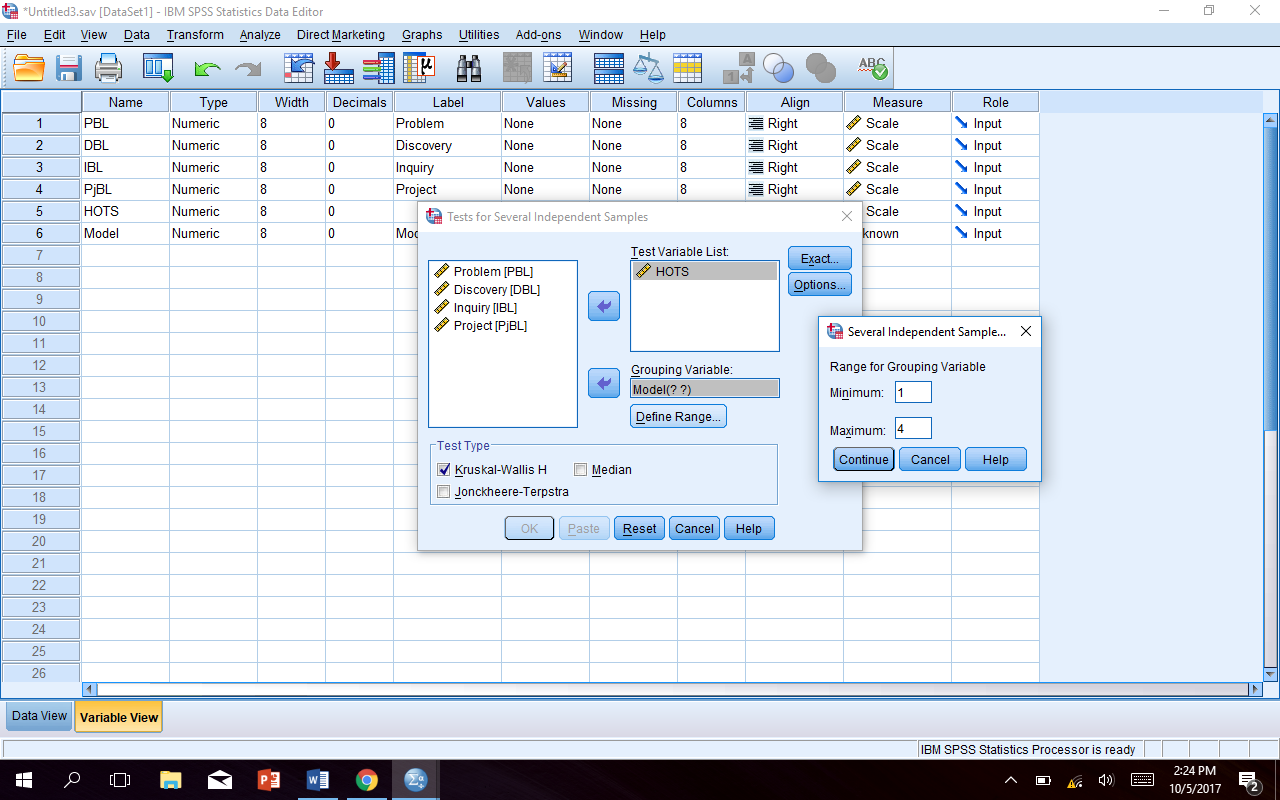 *Untitled3.sav [DataSet1] - IBM SPSS Statistics Data Editor
File Edit View Data Transform Analyze Direct Marketing Graphs Utilities Add-ons Window Help
Name Type Width Decimals Label Values Missing Columns Align Measure Role
1 PBL Numeric 8 0 Problem None None 8 Right Scale Input
2 DBL Numeric 8 0 Discovery None None 8 Right Scale Input
3 IBL Numeric 8 0 Inquiry None None 8 Right Scale Input
4 PjBL Numeric 8 0 Project None None 8 Right Scale Input
5 HOTS Numeric 8 0 Scale Input
6 Model Numeric 8 0 Mod known Input
7
8
9
10
11
12
13
14
15
16
17
18
19
20
21
22
23
24
25
26
Tests for Several Independent Samples
Problem [PBL]
Discovery [DBL]
Inquiry [IBL]
Project [PjBL]
Test Variable List:
HOTS
Exact...
Options...
Grouping Variable:
Model(? ?)
Define Range...
Test Type
Kruskal-Wallis H Median
Jonckheere-Terpstra
OK Paste Reset Cancel Help
Several Independent Sample...
Range for Grouping Variable
Minimum: 1
Maximum: 4
Continue Cancel Help
Data View Variable View
IBM SPSS Statistics Processor is ready
2:24 PM
10/5/2017
2